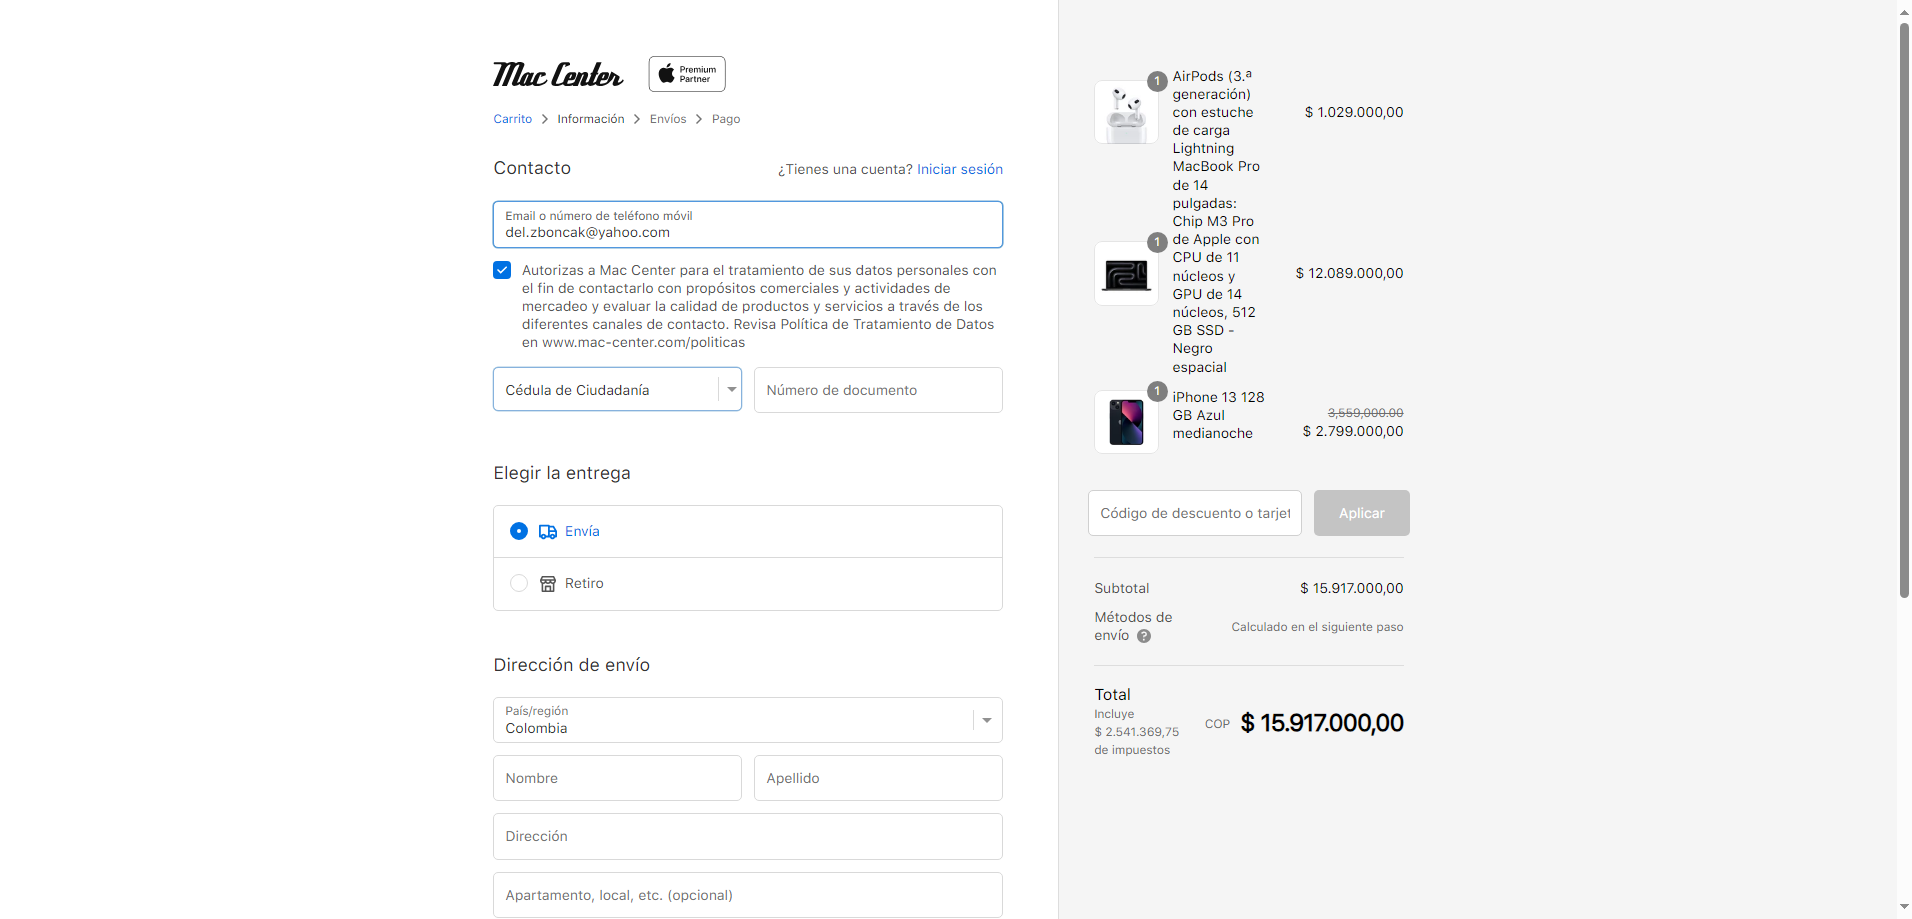 Mac Center
Premium
Partner
Carrito > Información > Envíos > Pago
Contacto
¿Tienes una cuenta? Iniciar sesión
Email o número de teléfono móvil
del.zboncak@yahoo.com
Autorizas a Mac Center para el tratamiento de sus datos personales con
el fin de contactarlo con propósitos comerciales y actividades de
mercadeo y evaluar la calidad de productos y servicios a través de los
diferentes canales de contacto. Revisa Política de Tratamiento de Datos
en www.mac-center.com/politicas
Cédula de Ciudadanía
Número de documento
Elegir la entrega
Envía
Retiro
Dirección de envío
País/región
Colombia
Nombre
Apellido
Dirección
Apartamento, local, etc. (opcional)
1
AirPods (3.ª
generación)
con estuche
de carga
Lightning
$ 1.029.000,00
1
MacBook Pro
de 14
pulgadas:
Chip M3 Pro
de Apple con
CPU de 11
núcleos y
GPU de 14
núcleos, 512
GB SSD -
Negro
espacial
$ 12.089.000,00
1
iPhone 13 128
GB Azul
medianoche
3,559,000.00
$ 2.799.000,00
Código de descuento o tarjet
Aplicar
Subtotal
$ 15.917.000,00
Métodos de
envío ?
Calculado en el siguiente paso
Total
Incluye
$ 2.541.369,75
de impuestos
COP $ 15.917.000,00